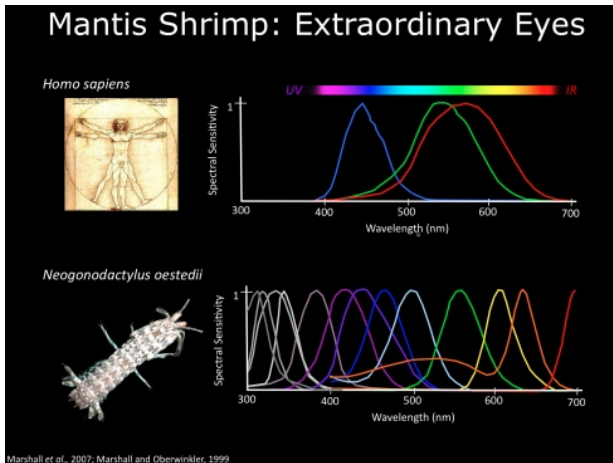 Mantis Shrimp: Extraordinary Eyes
Homo sapiens
UV
IR
Spectral Sensitivity
1
300
400
500
600
700
Wavelength (nm)
Neogonodactylus oestedii
Spectral Sensitivity
1
300
400
500
600
700
Wavelength (nm)
Marshall et al., 2007; Marshall and Oberwinkler, 1999